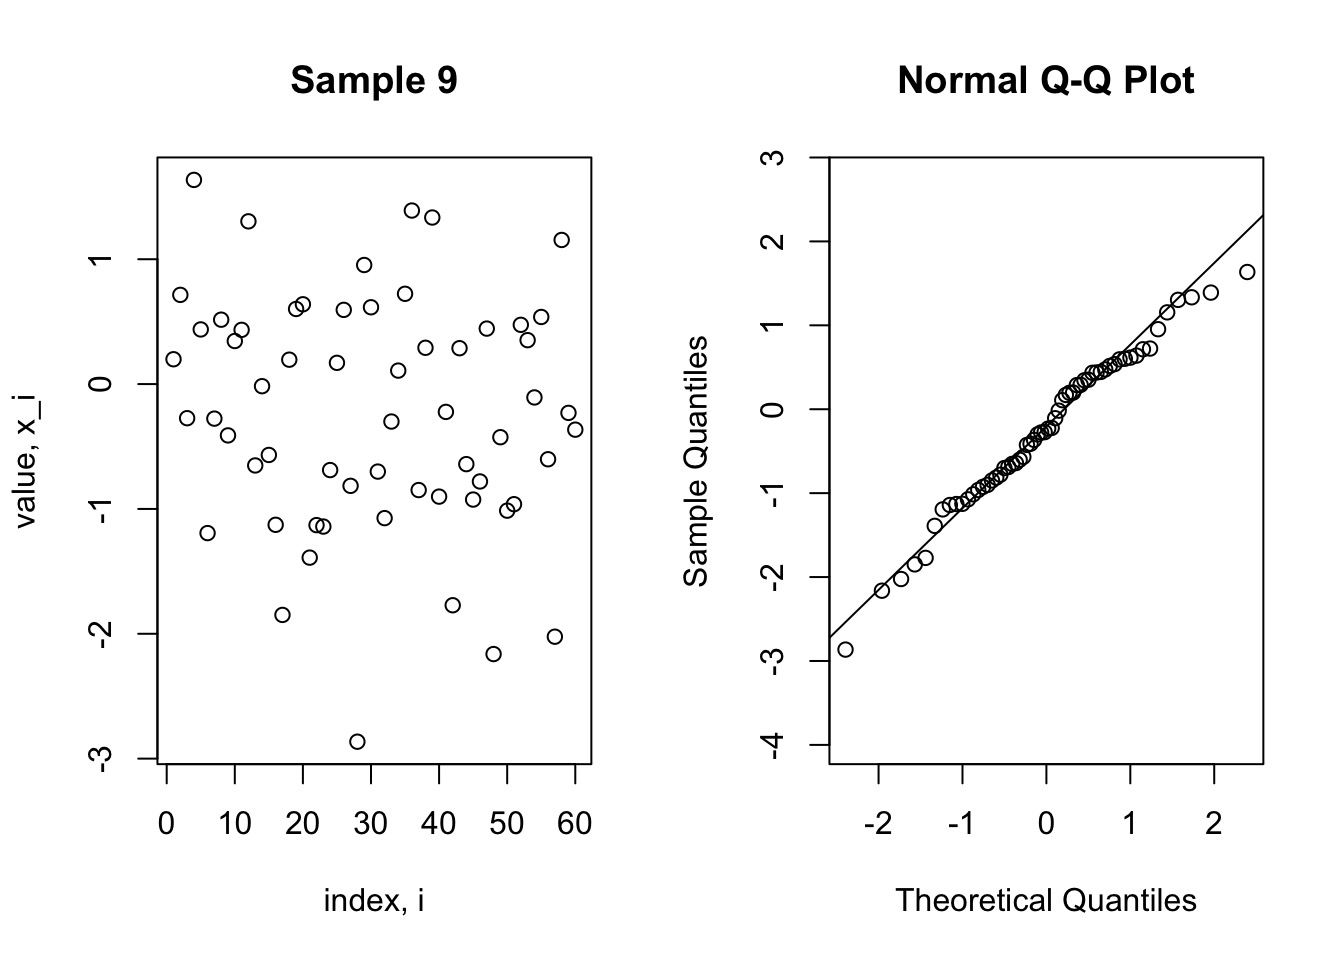 Sample 9
value, x_i
1
0
-1
-2
-3
0 10 20 30 40 50 60
index, i
Normal Q-Q Plot
Sample Quantiles
3
2
1
0
-1
-2
-3
-4
-2 -1 0 1 2
Theoretical Quantiles